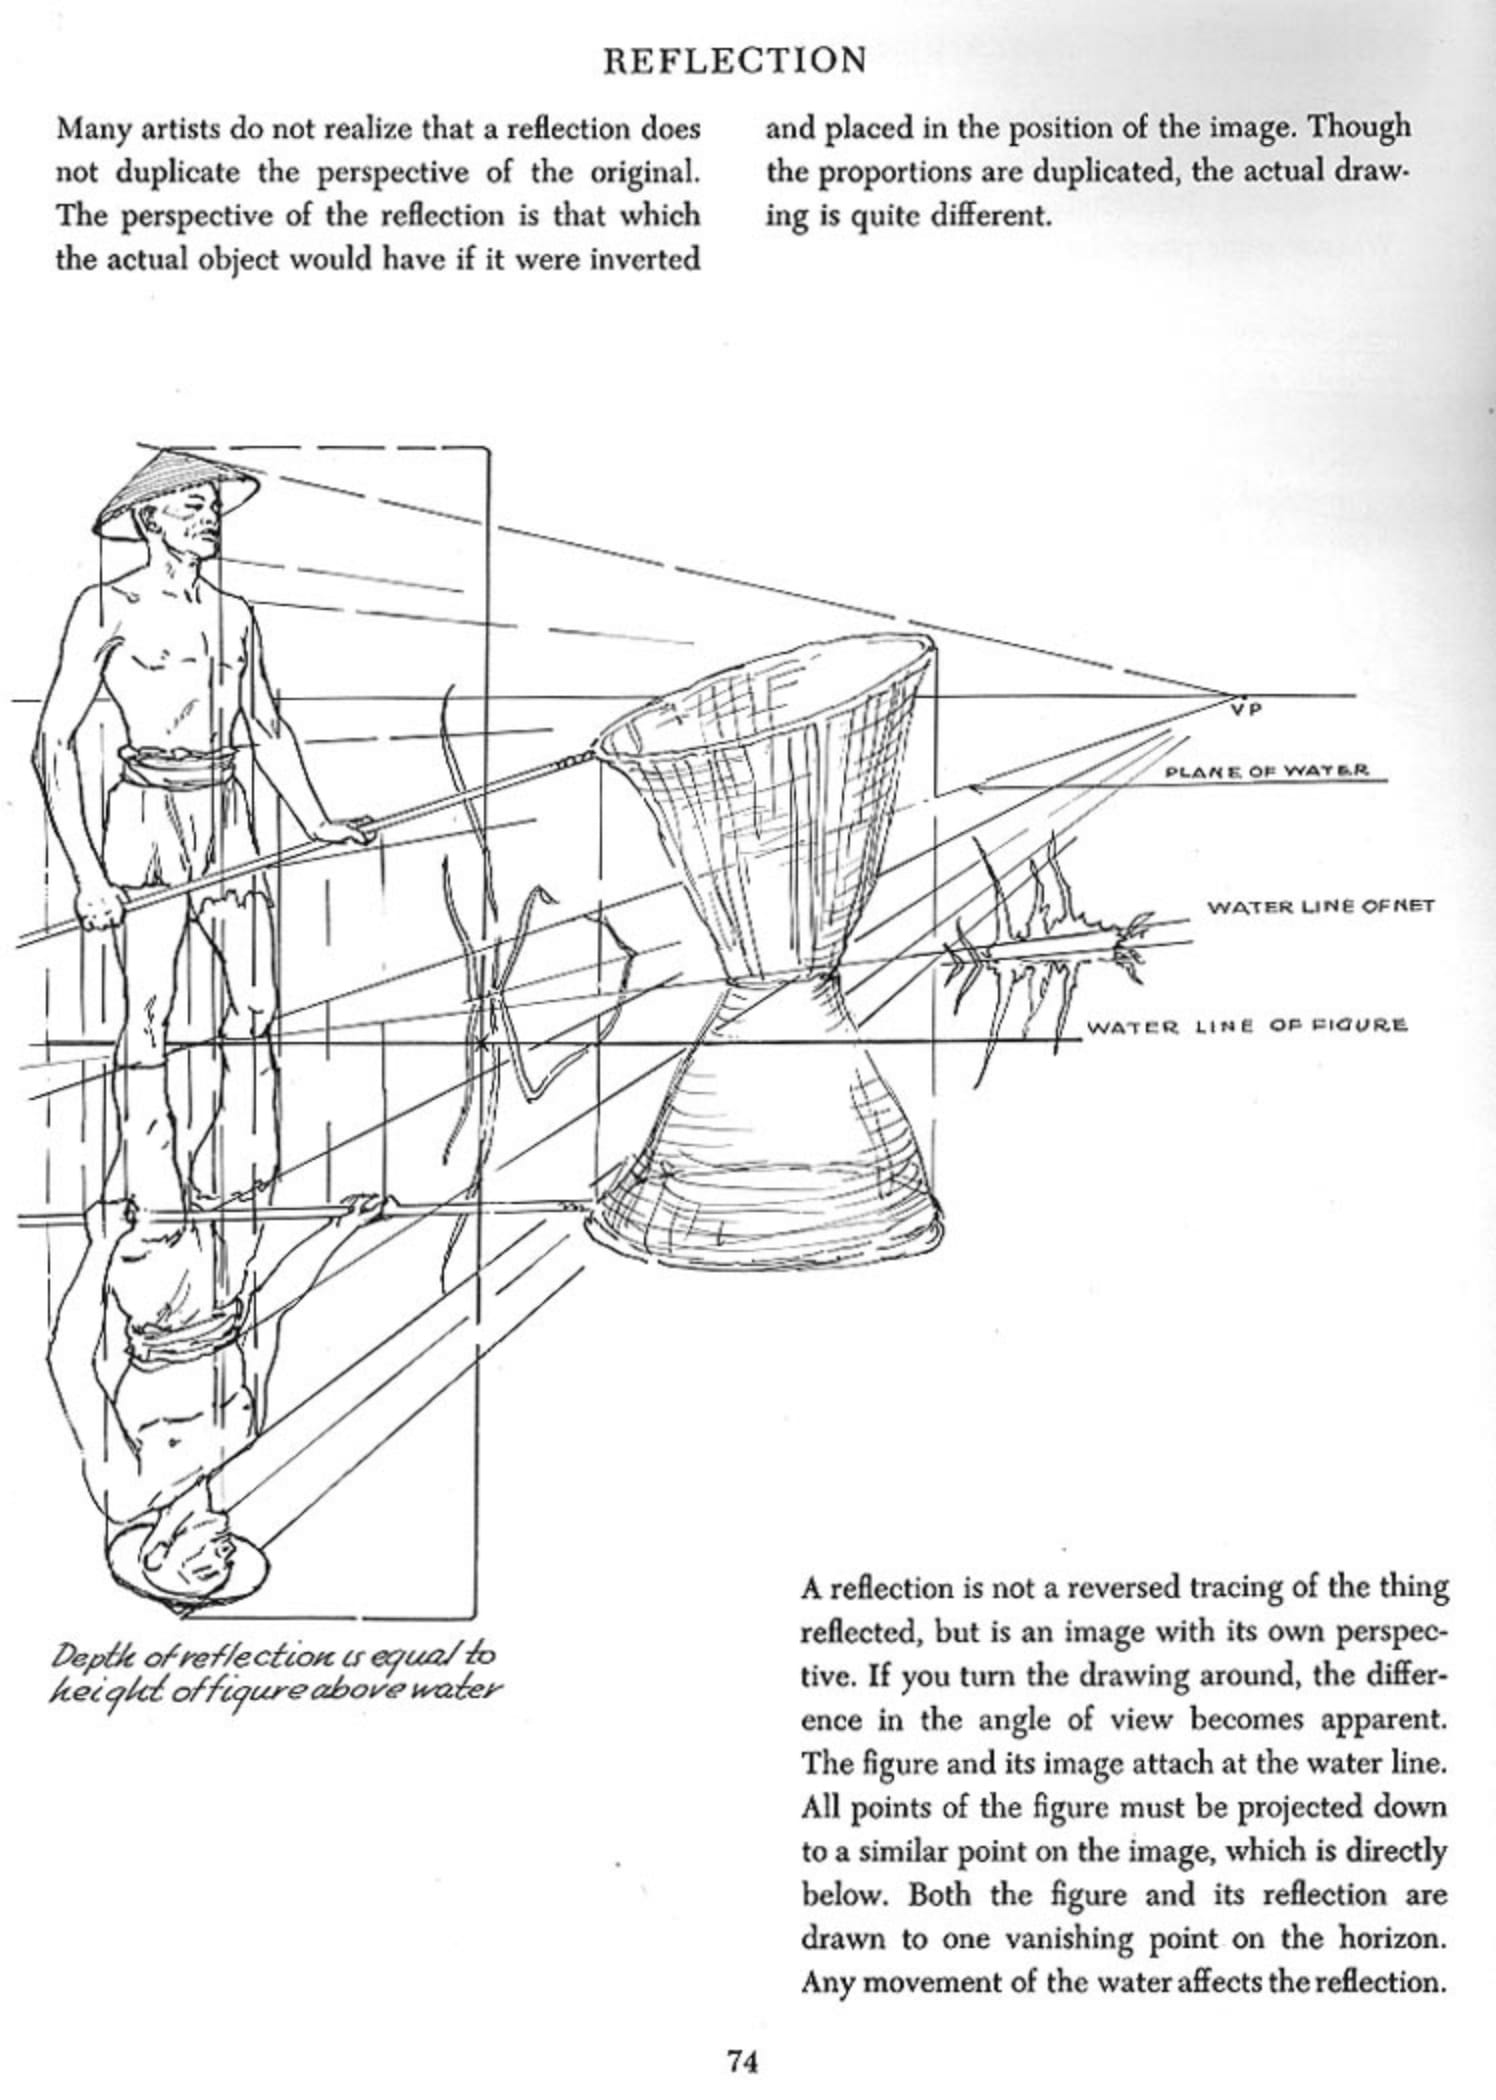 REFLECTION
Many artists do not realize that a reflection does
not duplicate the perspective of the original.
The perspective of the reflection is that which
the actual object would have if it were inverted
and placed in the position of the image. Though
the proportions are duplicated, the actual draw-
ing is quite different.
VP
PLANE OF WATER
WATER LINE OF NET
WATER LINE OF FIGURE
Depth of reflection is equal to
height of figure above water
A reflection is not a reversed tracing of the thing
reflected, but is an image with its own perspec-
tive. If you turn the drawing around, the differ-
ence in the angle of view becomes apparent.
The figure and its image attach at the water line.
All points of the figure must be projected down
to a similar point on the image, which is directly
below. Both the figure and its reflection are
drawn to one vanishing point on the horizon.
Any movement of the water affects the reflection.
74